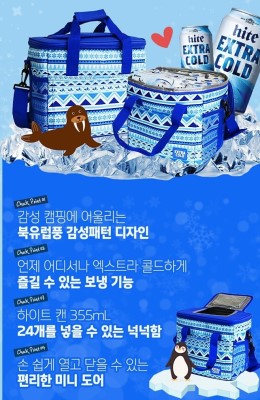 hite
EXTRA
COLD
hite
EXTRA
COLD
Check Point #1
감성 캠핑에 어울리는
북유럽풍 감성패턴 디자인
Check Point #2
언제 어디서나 엑스트라 콜드하게
즐길 수 있는 보냉 기능
Check Point #3
하이트 캔 355mL
24개를 넣을 수 있는 넉넉함
Check Point #4
손 쉽게 열고 닫을 수 있는
편리한 미니 도어